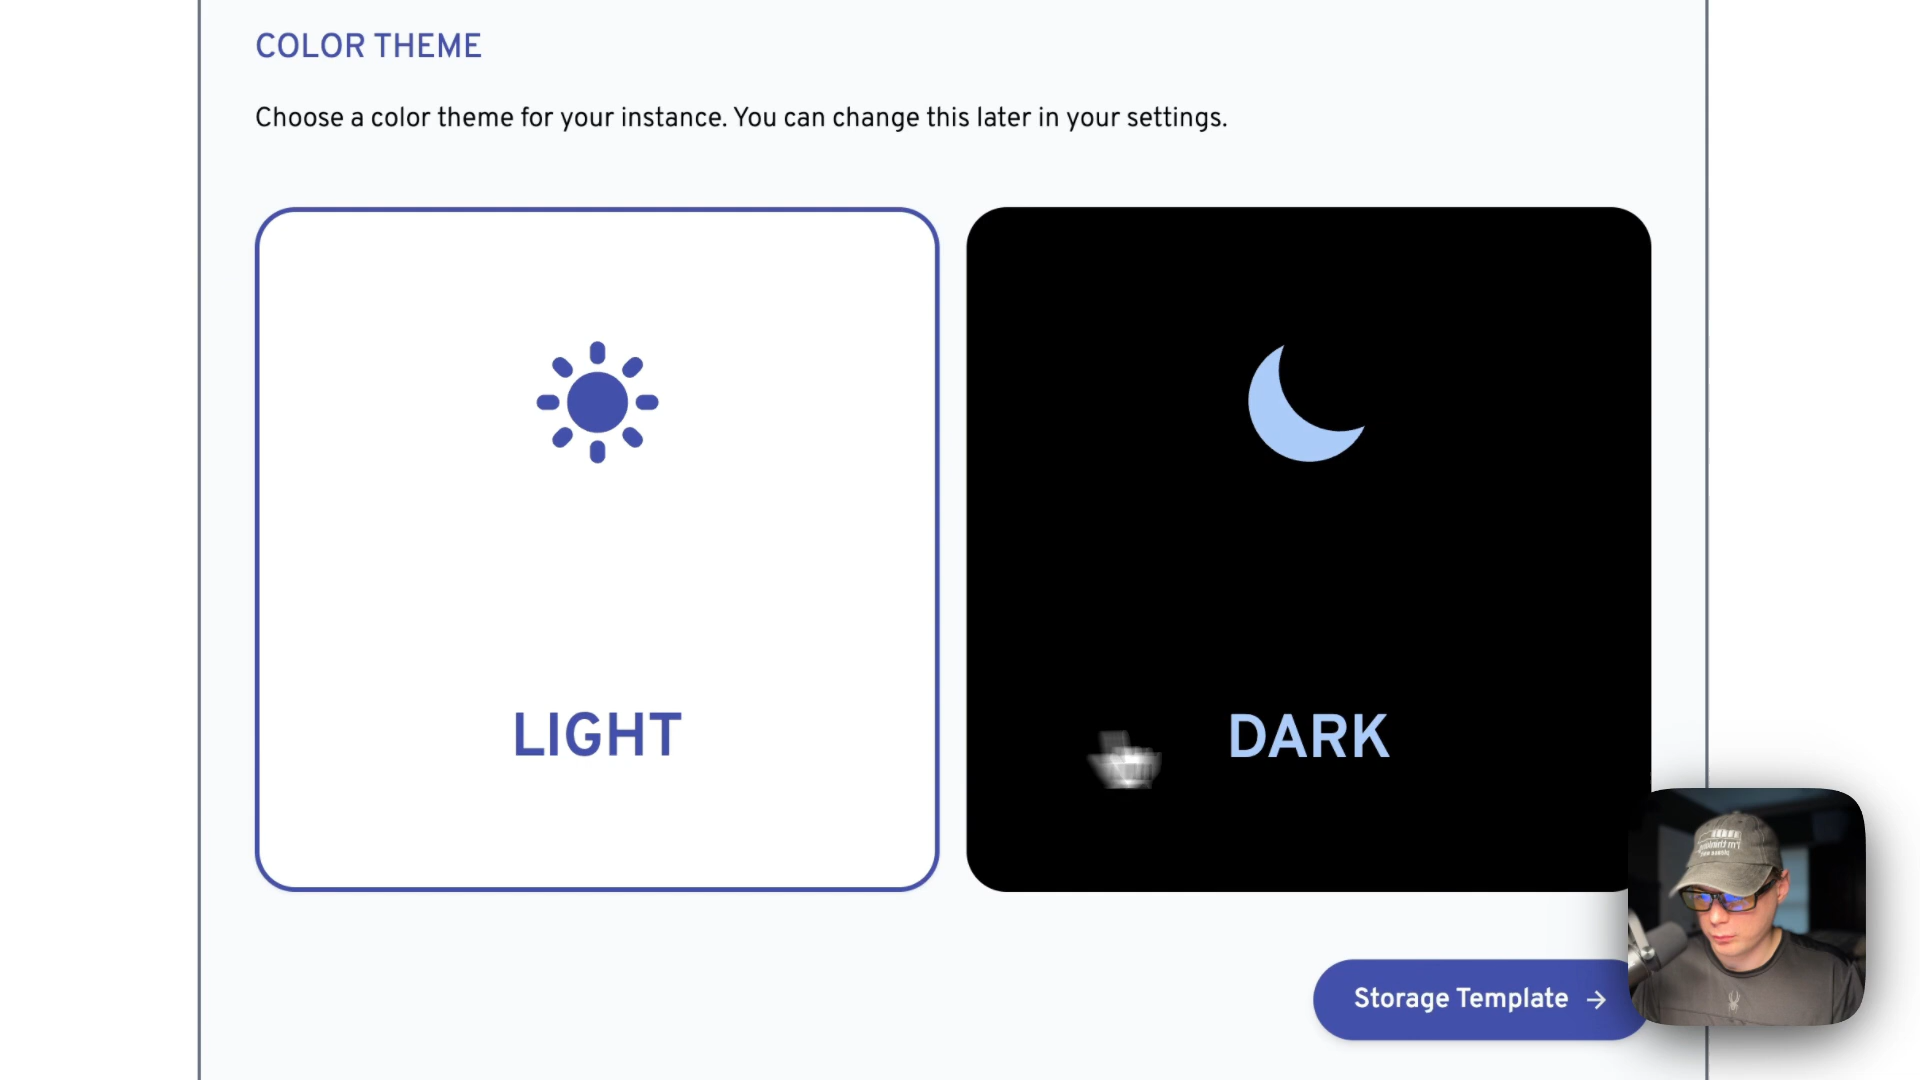 COLOR THEME
Choose a color theme for your instance. You can change this later in your settings.
LIGHT
DARK
Storage Template